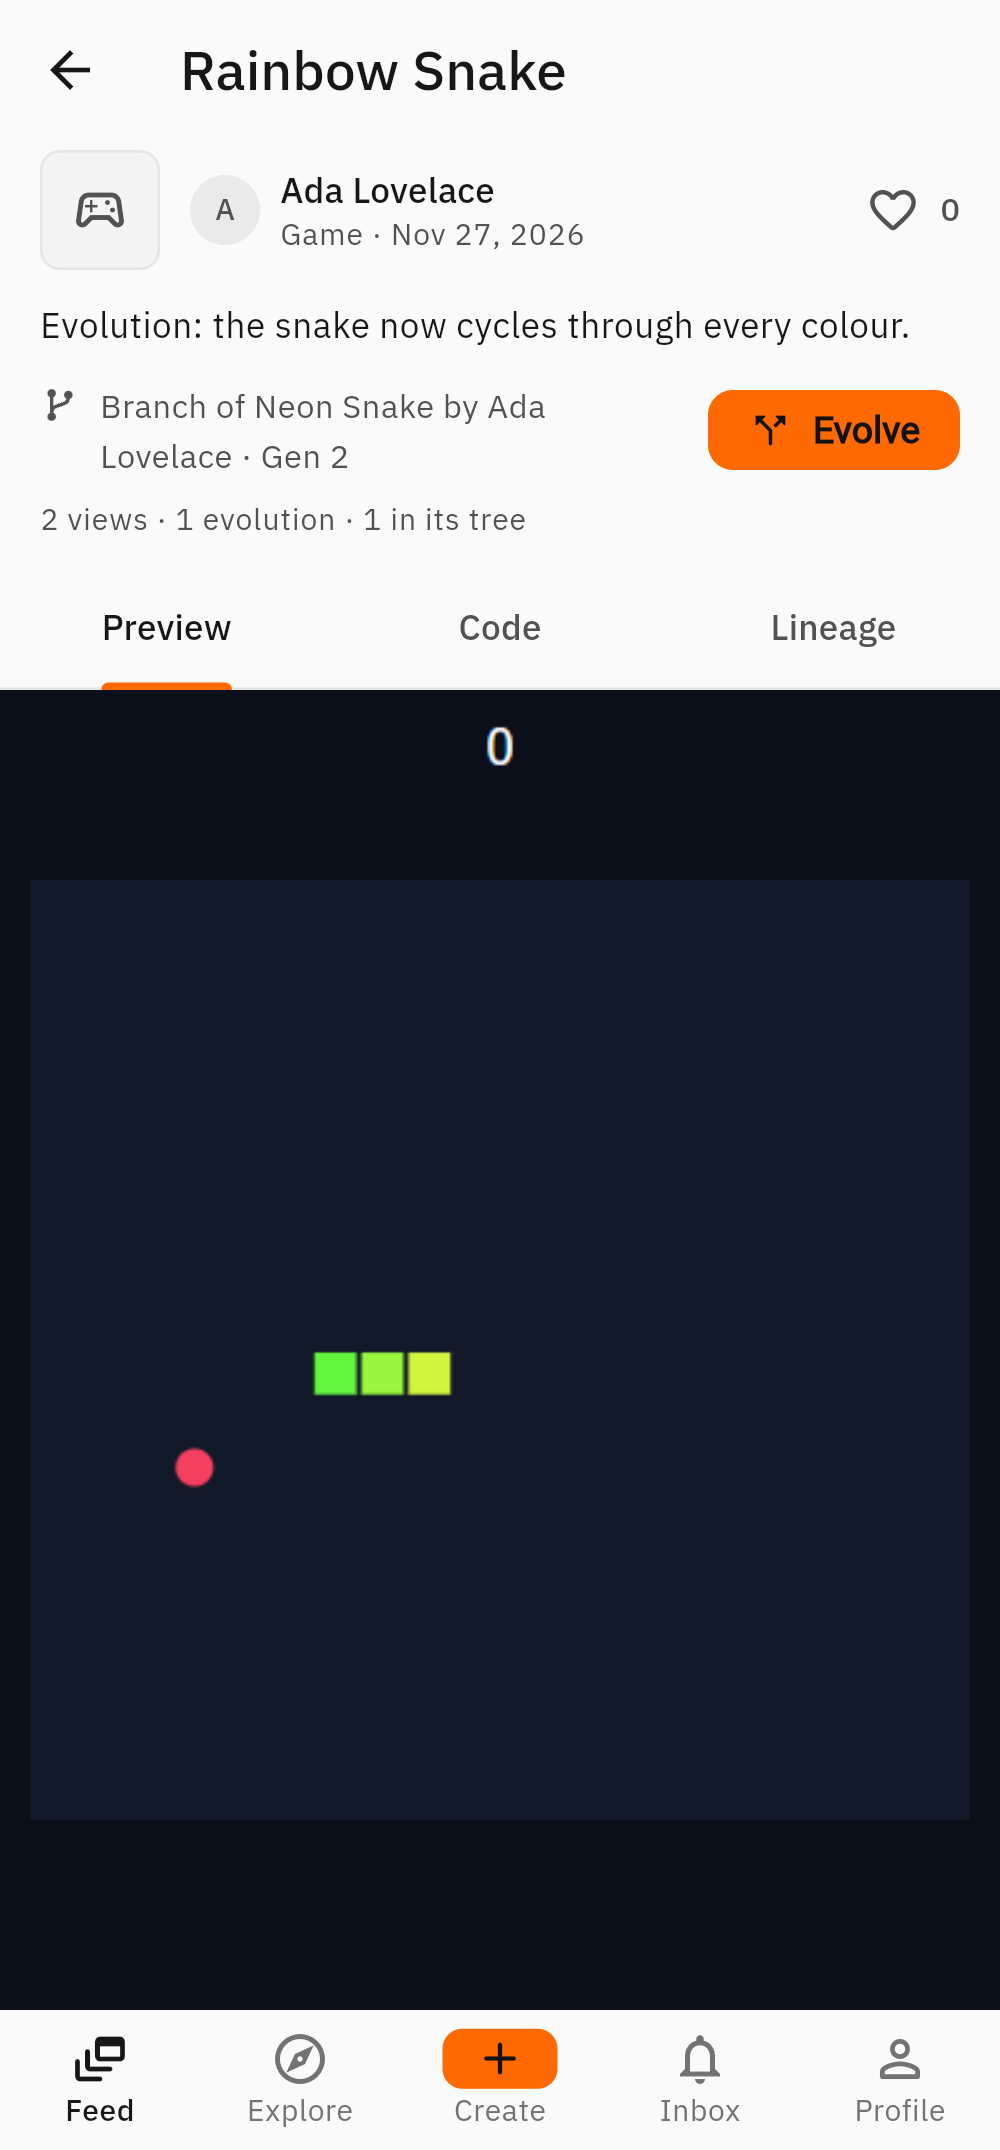 Rainbow Snake
A
Ada Lovelace
Game · Nov 27, 2026
0
Evolution: the snake now cycles through every colour.
Branch of Neon Snake by Ada
Lovelace · Gen 2
Evolve
2 views · 1 evolution · 1 in its tree
Preview
Code
Lineage
0
Feed
Explore
Create
Inbox
Profile